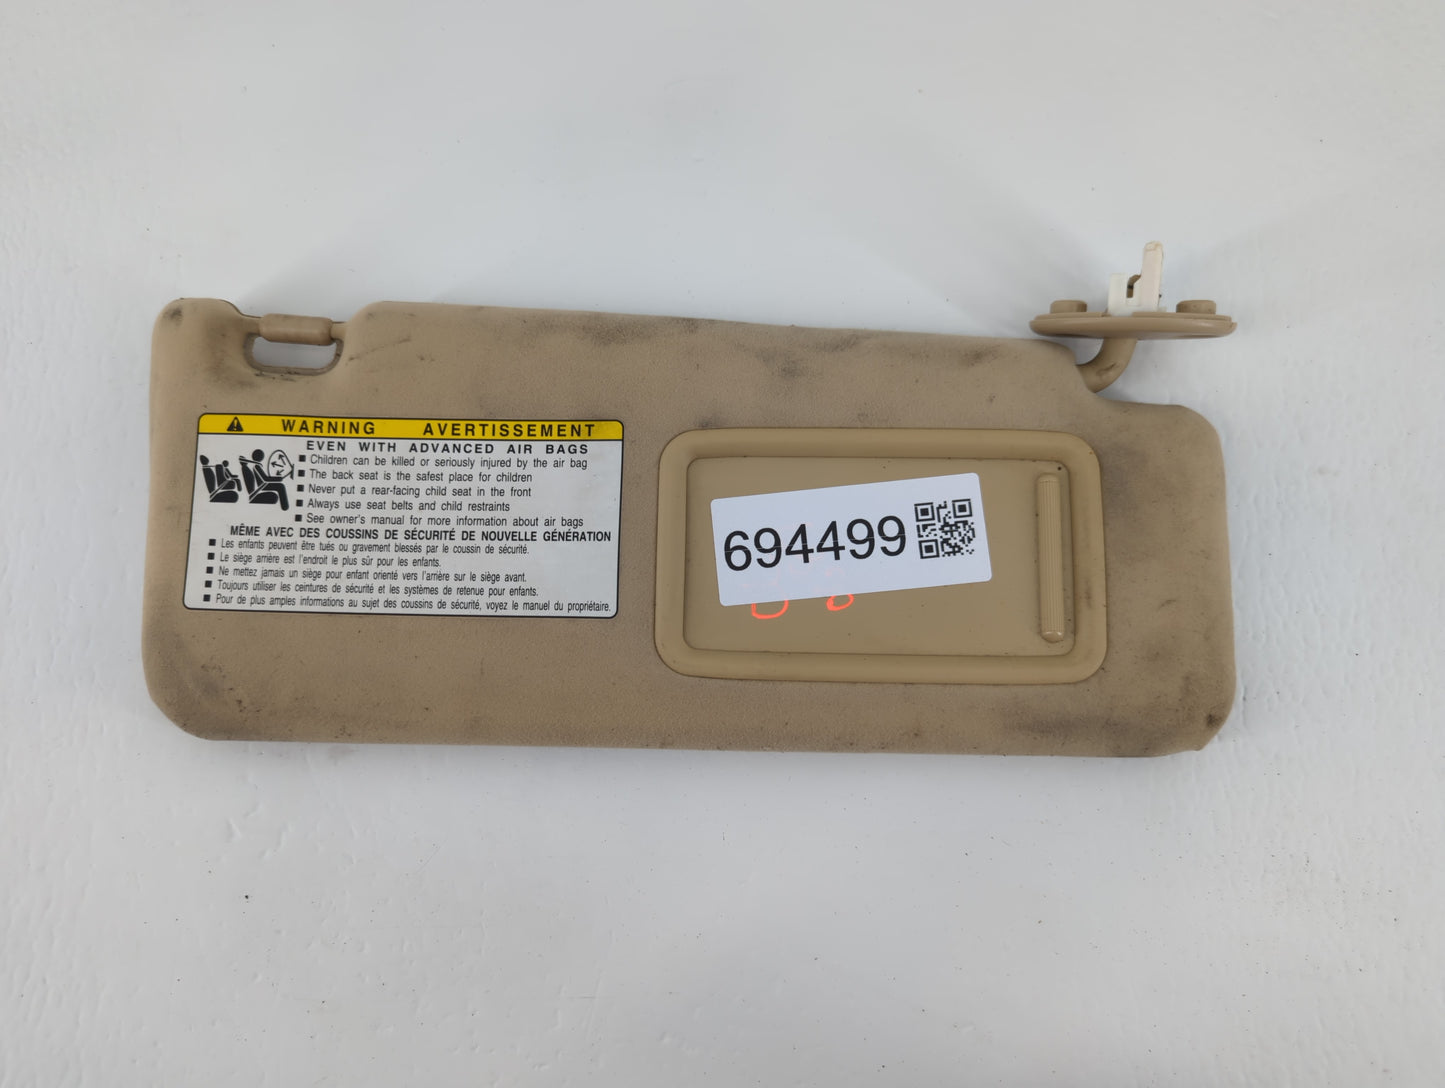 WARNING AVERTISSEMENT
EVEN WITH ADVANCED AIR BAGS
Children can be killed or seriously injured by the air bag
The back seat is the safest place for children
Never put a rear-facing child seat in the front
Always use seat belts and child restraints
See owner's manual for more information about air bags
MÊME AVEC DES COUSSINS DE SÉCURITÉ DE NOUVELLE GÉNÉRATION
Les enfants peuvent être tués ou gravement blessés par le coussin de sécurité.
Le siège arrière est l'endroit le plus sûr pour les enfants.
Ne mettez jamais un siège pour enfant orienté vers l'arrière sur le siège avant.
Toujours utiliser les ceintures de sécurité et les systèmes de retenue pour enfants.
Pour de plus amples informations au sujet des coussins de sécurité, voyez le manuel du propriétaire.
694499